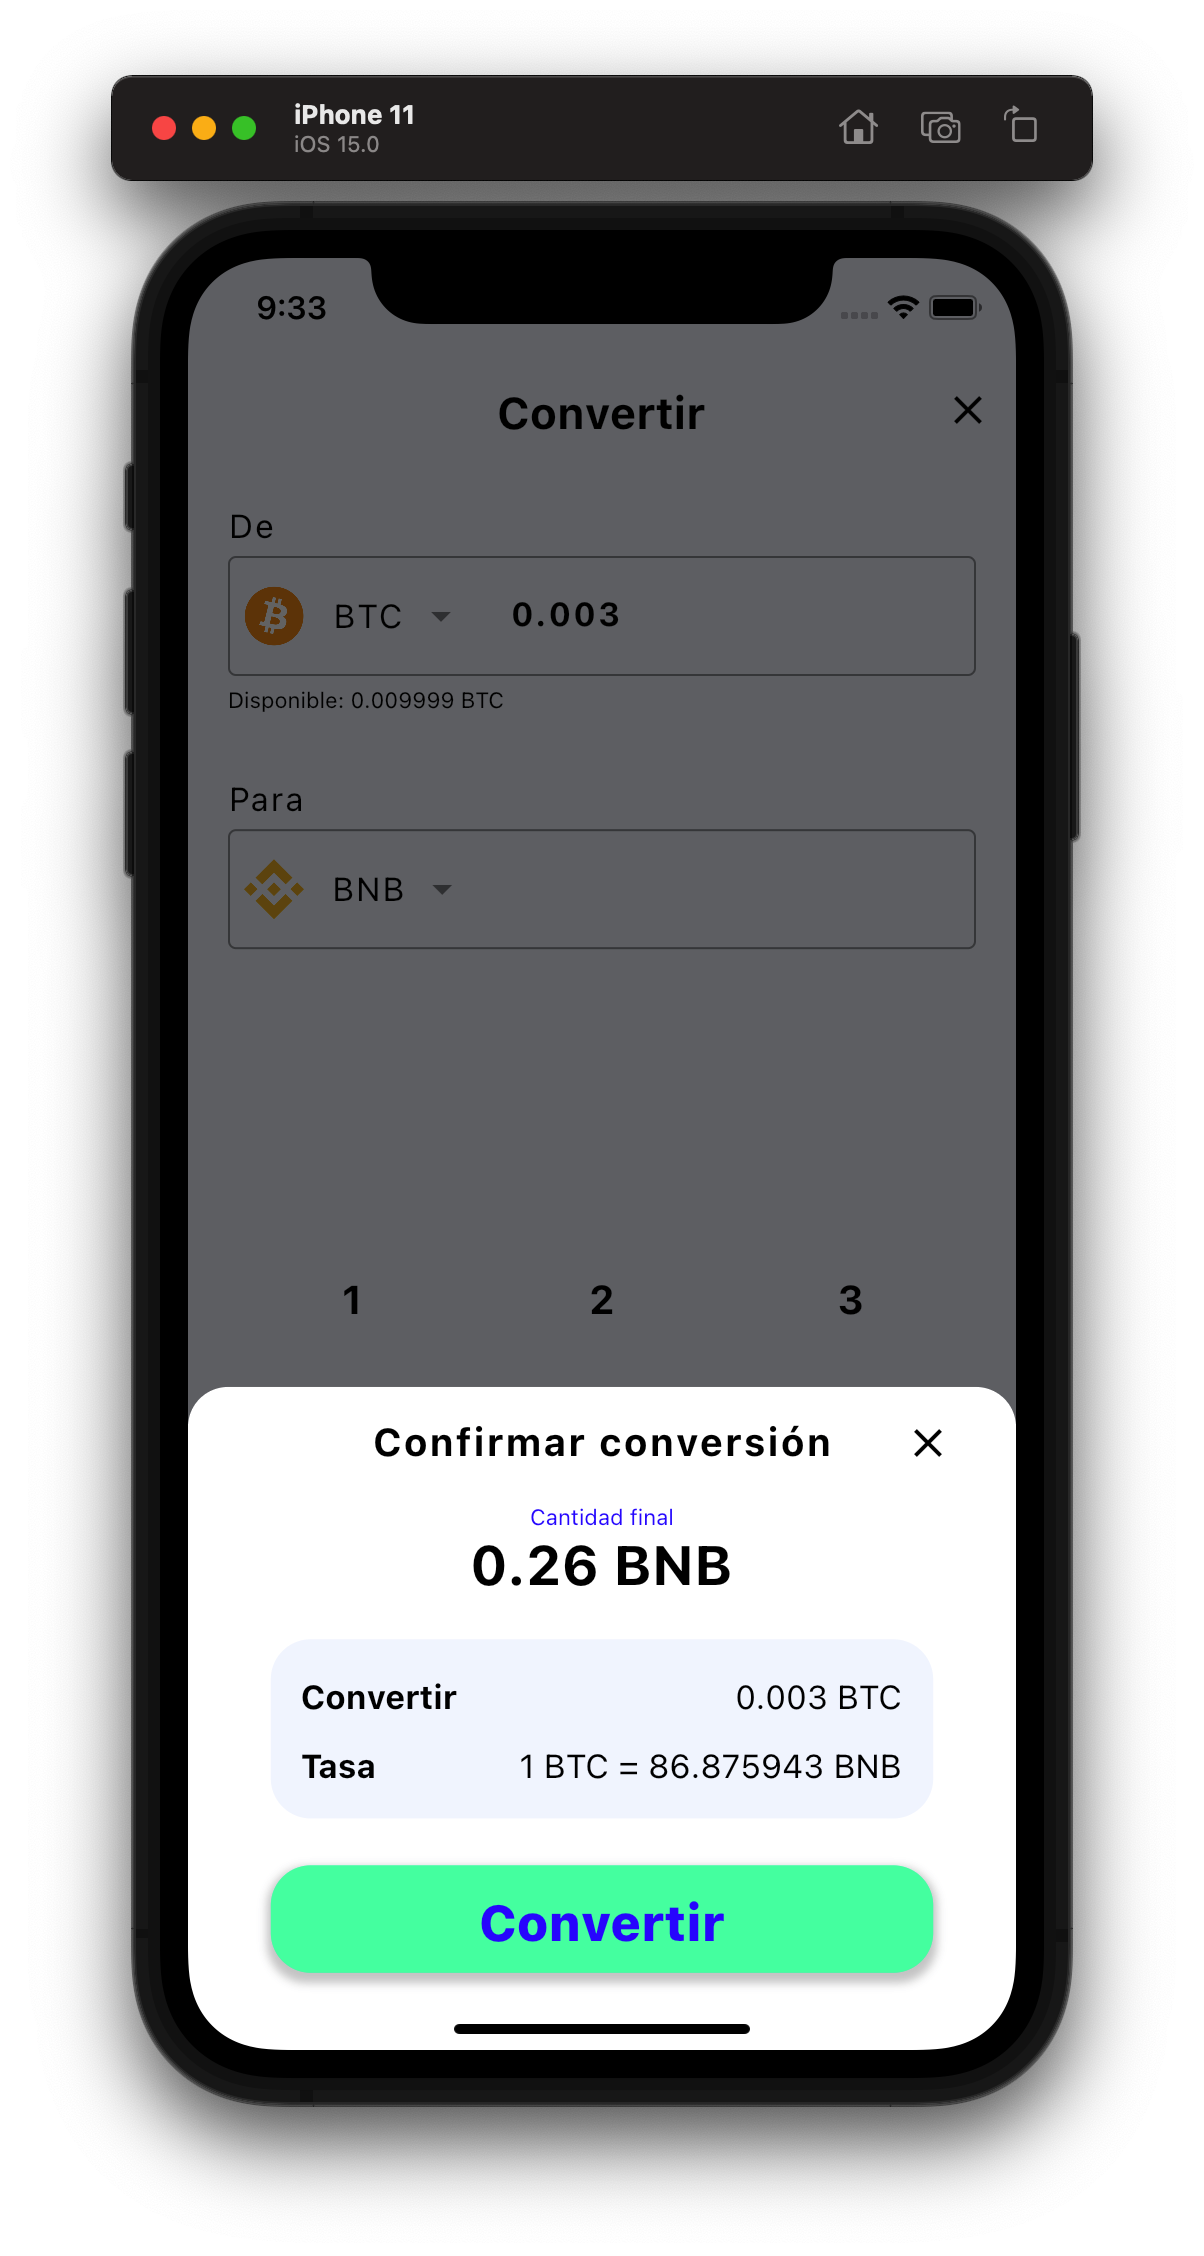 iPhone 11
iOS 15.0
9:33
Convertir
De
BTC 0.003
Disponible: 0.009999 BTC
Para
BNB
1 2 3
Confirmar conversión
Cantidad final
0.26 BNB
Convertir 0.003 BTC
Tasa 1 BTC = 86.875943 BNB
Convertir